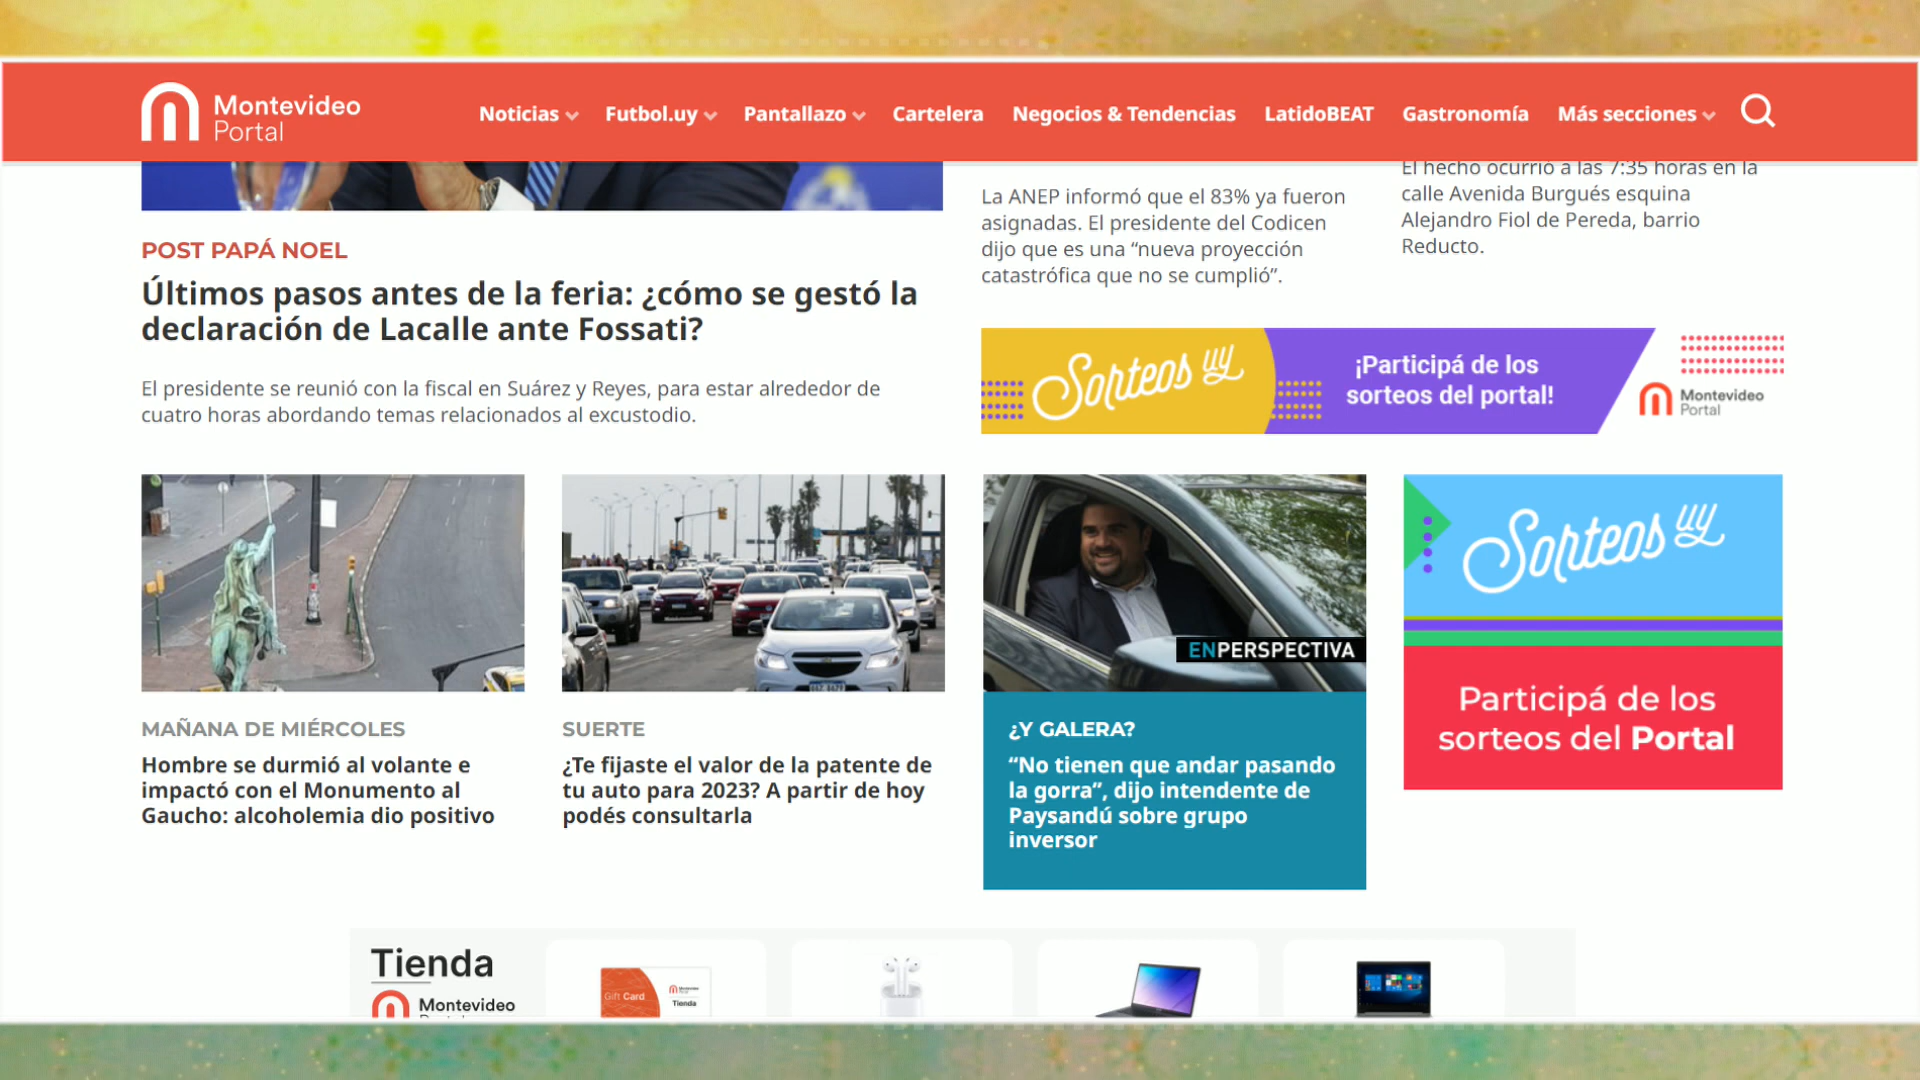 Montevideo
Portal
Noticias
Futbol.uy
Pantallazo
Cartelera
Negocios & Tendencias
LatidoBEAT
Gastronomía
Más secciones
POST PAPÁ NOEL
Últimos pasos antes de la feria: ¿cómo se gestó la
declaración de Lacalle ante Fossati?
El presidente se reunió con la fiscal en Suárez y Reyes, para estar alrededor de
cuatro horas abordando temas relacionados al excustodio.
La ANEP informó que el 83% ya fueron
asignadas. El presidente del Codicen
dijo que es una “nueva proyección
catastrófica que no se cumplió”.
El hecho ocurrió a las 7:35 horas en la
calle Avenida Burgués esquina
Alejandro Fiol de Pereda, barrio
Reducto.
Sorteos uy
¡Participá de los
sorteos del portal!
Montevideo
Portal
MAÑANA DE MIÉRCOLES
Hombre se durmió al volante e
impactó con el Monumento al
Gaucho: alcoholemia dio positivo
SUERTE
¿Te fijaste el valor de la patente de
tu auto para 2023? A partir de hoy
podés consultarla
ENPERSPECTIVA
¿Y GALERA?
“No tienen que andar pasando
la gorra”, dijo intendente de
Paysandú sobre grupo
inversor
Sorteos uy
Participá de los
sorteos del Portal
Tienda
Montevideo
Gift Card
Tienda